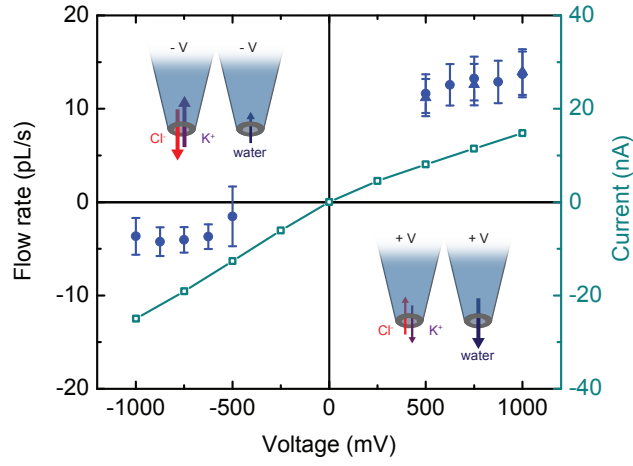 20
10
0
-10
-20
Flow rate (pL/s)
-1000
-500
0
500
1000
Voltage (mV)
40
20
0
-20
-40
Current (nA)
- V
- V
Cl⁻
K⁺
water
+ V
+ V
Cl⁻
K⁺
water